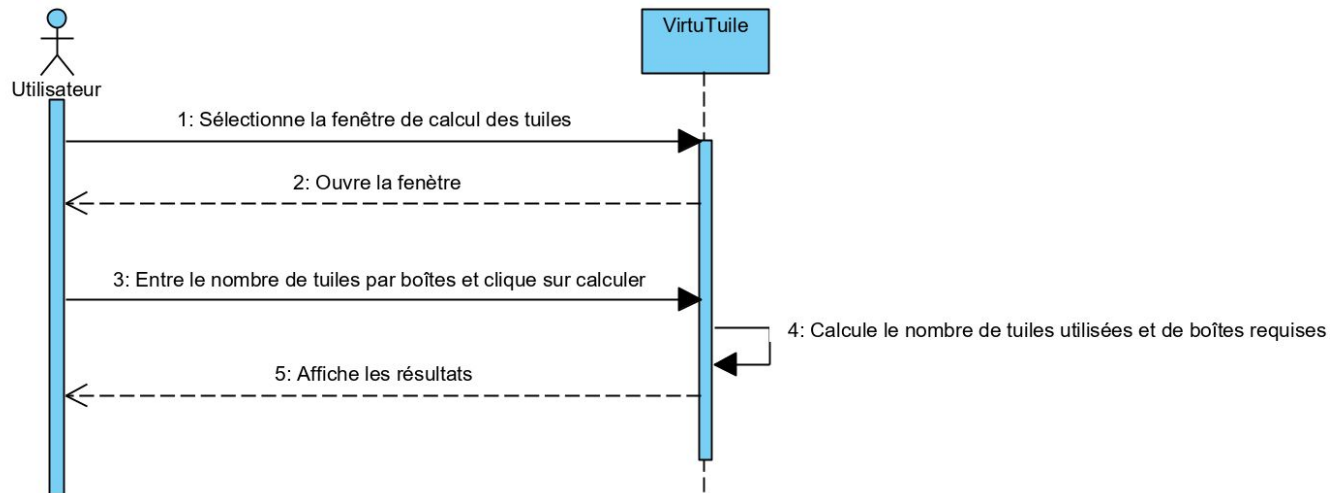 VirtuTuile
Utilisateur
1: Sélectionne la fenêtre de calcul des tuiles
2: Ouvre la fenètre
3: Entre le nombre de tuiles par boîtes et clique sur calculer
4: Calcule le nombre de tuiles utilisées et de boîtes requises
5: Affiche les résultats